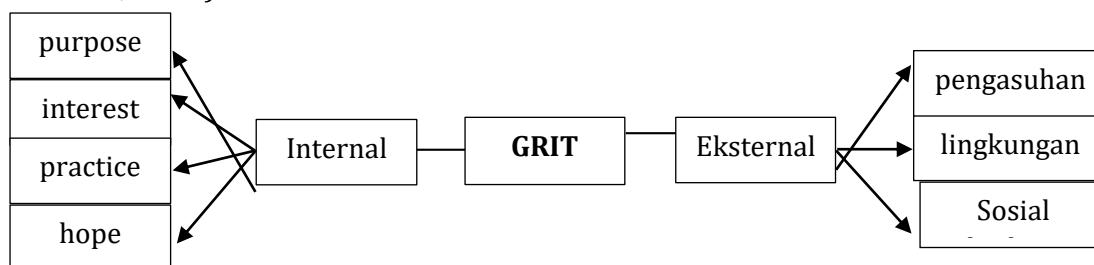 purpose
interest
practice
hope
Internal
GRIT
Eksternal
pengasuhan
lingkungan
Sosial